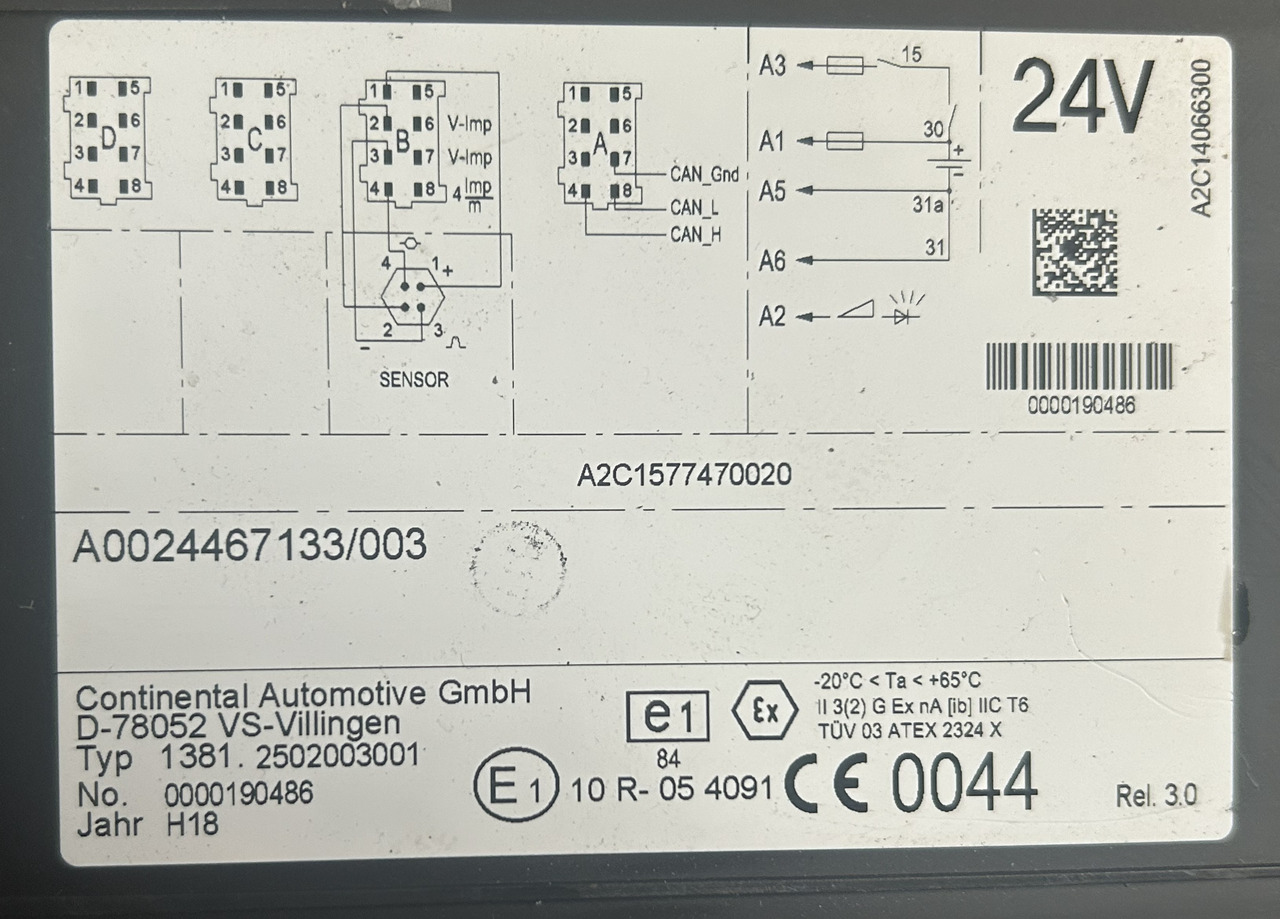 1 5
2 6
D
3 7
4 8
1 5
2 6
C
3 7
4 8
1 5
2 6 V-Imp
B
3 7 V-Imp
4 8 4 Imp/m
1 5
2 6
A
3 7
4 8
CAN_Gnd
CAN_L
CAN_H
4 1 +
2 3
-
SENSOR
A3 15
A1 30
+
-
A5 31a
A6 31
A2
24V
A2C14066300
0000190486
A2C1577470020
A0024467133/003
Continental Automotive GmbH
D-78052 VS-Villingen
Typ 1381. 2502003001
No. 0000190486
Jahr H18
e1
84
Ex
-20°C < Ta < +65°C
II 3(2) G Ex nA [ib] IIC T6
TÜV 03 ATEX 2324 X
E1 10 R- 05 4091
CE 0044
Rel. 3.0